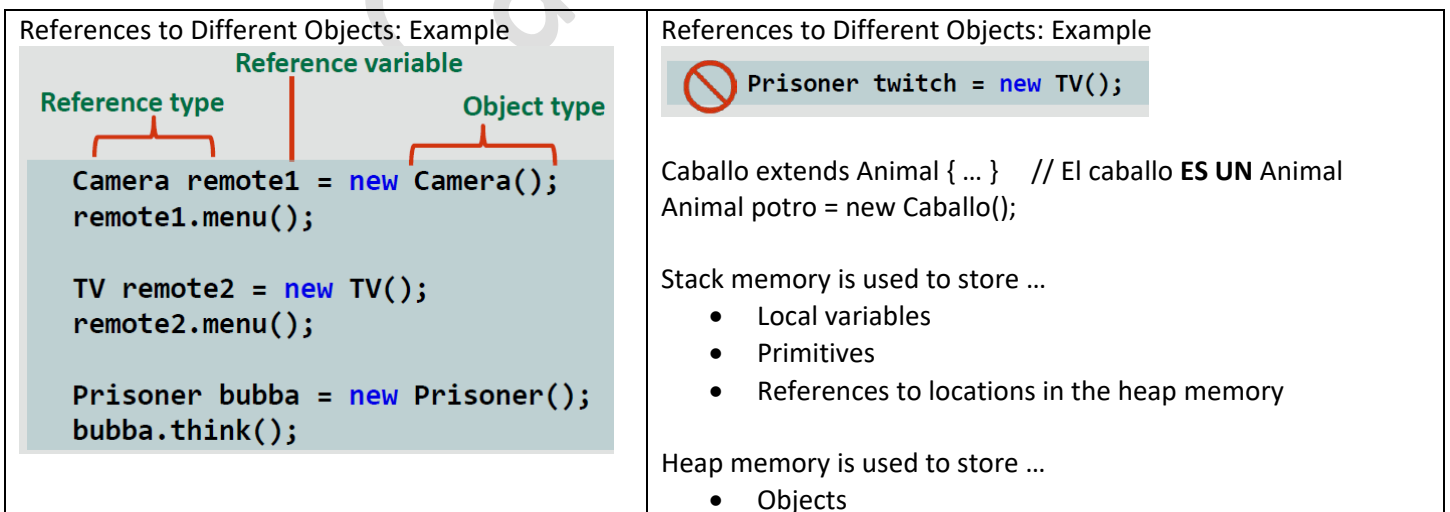 References to Different Objects: Example
Reference variable
Reference type
Object type
Camera remote1 = new Camera();
remote1.menu();
TV remote2 = new TV();
remote2.menu();
Prisoner bubba = new Prisoner();
bubba.think();
References to Different Objects: Example
Prisoner twitch = new TV();
Caballo extends Animal { … } // El caballo ES UN Animal
Animal potro = new Caballo();
Stack memory is used to store …
• Local variables
• Primitives
• References to locations in the heap memory
Heap memory is used to store …
• Objects